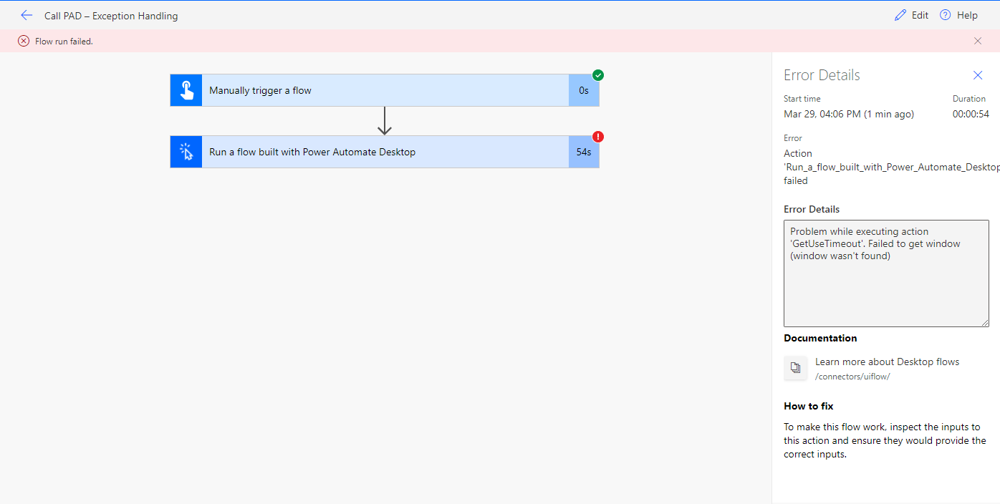 Call PAD – Exception Handling
Edit
Help
Flow run failed.
Manually trigger a flow
0s
Run a flow built with Power Automate Desktop
54s
Error Details
Start time
Duration
Mar 29, 04:06 PM (1 min ago)
00:00:54
Error
Action
'Run_a_flow_built_with_Power_Automate_Desktop
failed
Error Details
Problem while executing action
'GetUseTimeout'. Failed to get window
(window wasn't found)
Documentation
Learn more about Desktop flows
/connectors/uiflow/
How to fix
To make this flow work, inspect the inputs to
this action and ensure they would provide the
correct inputs.